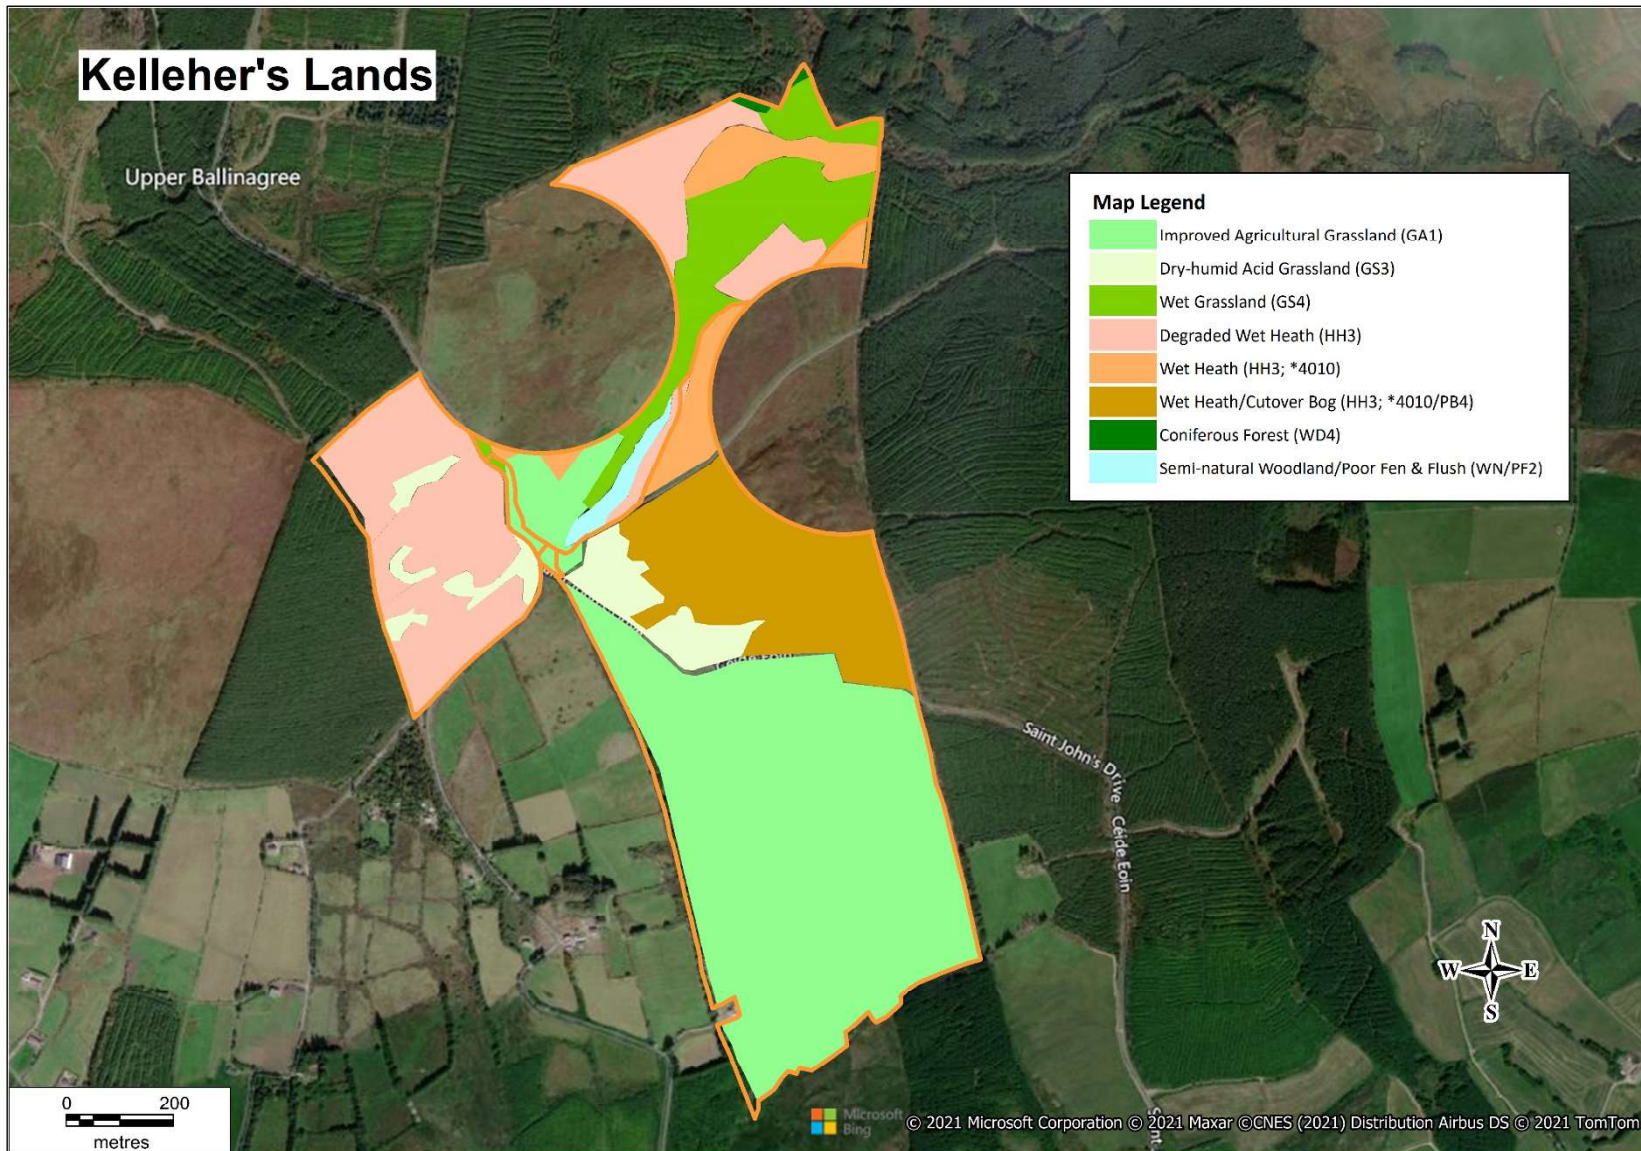 Kelleher's Lands
Upper Ballinagree
Map Legend
Improved Agricultural Grassland (GA1)
Dry-humid Acid Grassland (GS3)
Wet Grassland (GS4)
Degraded Wet Heath (HH3)
Wet Heath (HH3; *4010)
Wet Heath/Cutover Bog (HH3; *4010/PB4)
Coniferous Forest (WD4)
Semi-natural Woodland/Poor Fen & Flush (WN/PF2)
Saint John's Drive
Céide Eoin
N
W E
S
0 200
metres
Microsoft
Bing
© 2021 Microsoft Corporation © 2021 Maxar ©CNES (2021) Distribution Airbus DS © 2021 TomTom
Saint